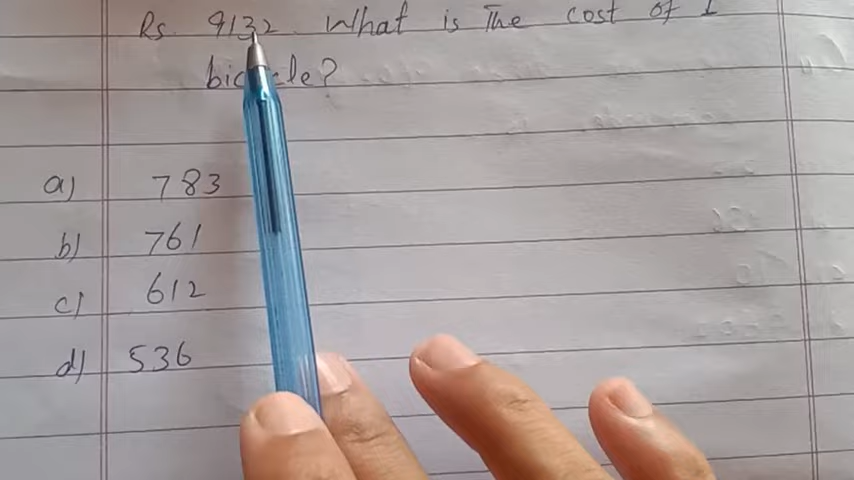 Rs. 9132. What is The cost of 1
bicycle?
a) 783
b) 761
c) 612
d) 536